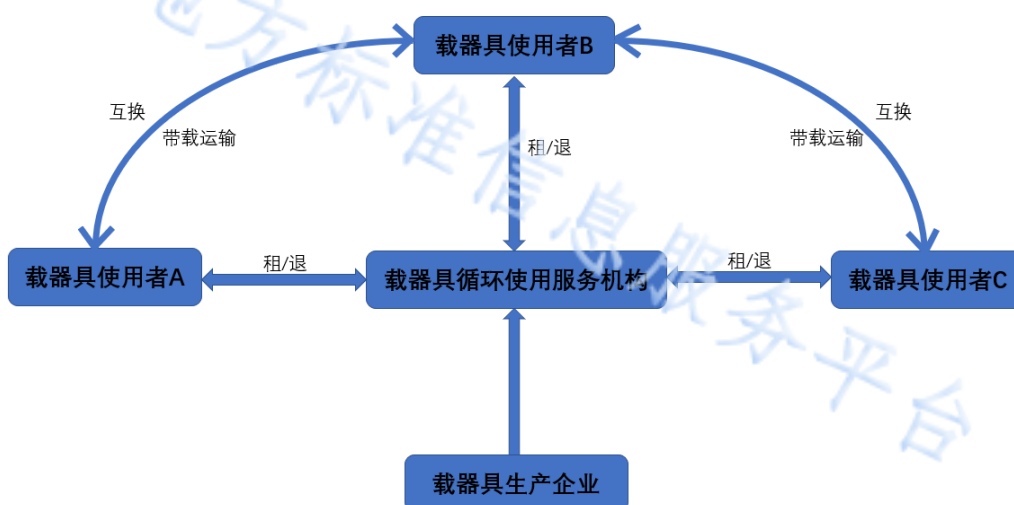 载器具使用者B
互换
带载运输
互换
带载运输
租/退
载器具使用者A
租/退
载器具循环使用服务机构
租/退
载器具使用者C
载器具生产企业
地方标准信息服务平台